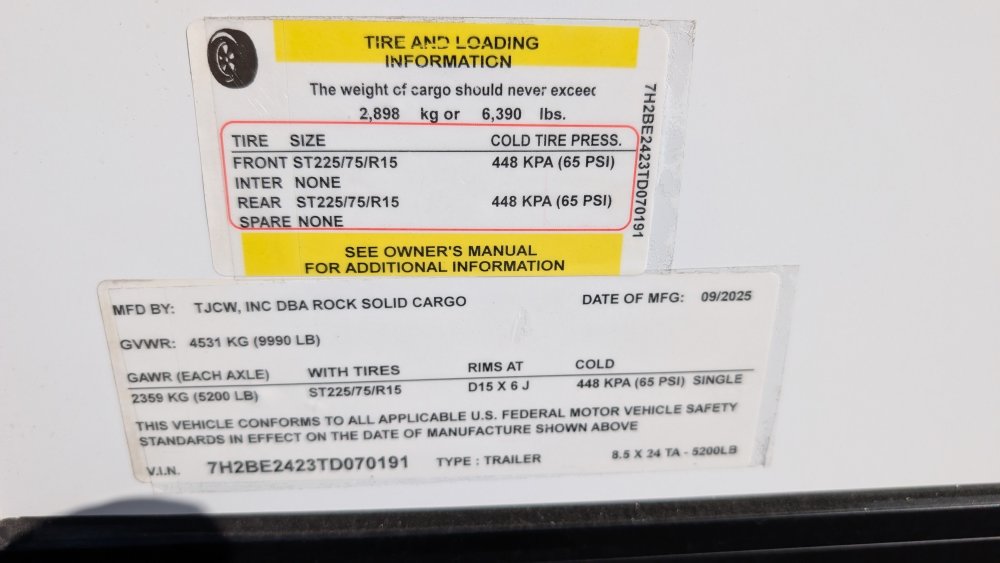 TIRE AND LOADING
INFORMATION
The weight of cargo should never exceed
2,898 kg or 6,390 lbs.
TIRE SIZE COLD TIRE PRESS.
FRONT ST225/75/R15 448 KPA (65 PSI)
INTER NONE
REAR ST225/75/R15 448 KPA (65 PSI)
SPARE NONE
SEE OWNER'S MANUAL
FOR ADDITIONAL INFORMATION
7H2BE2423TD070191
MFD BY: TJCW, INC DBA ROCK SOLID CARGO DATE OF MFG: 09/2025
GVWR: 4531 KG (9990 LB)
GAWR (EACH AXLE) WITH TIRES RIMS AT COLD
2359 KG (5200 LB) ST225/75/R15 D15 X 6 J 448 KPA (65 PSI) SINGLE
THIS VEHICLE CONFORMS TO ALL APPLICABLE U.S. FEDERAL MOTOR VEHICLE SAFETY
STANDARDS IN EFFECT ON THE DATE OF MANUFACTURE SHOWN ABOVE
V.I.N. 7H2BE2423TD070191 TYPE : TRAILER 8.5 X 24 TA - 5200LB